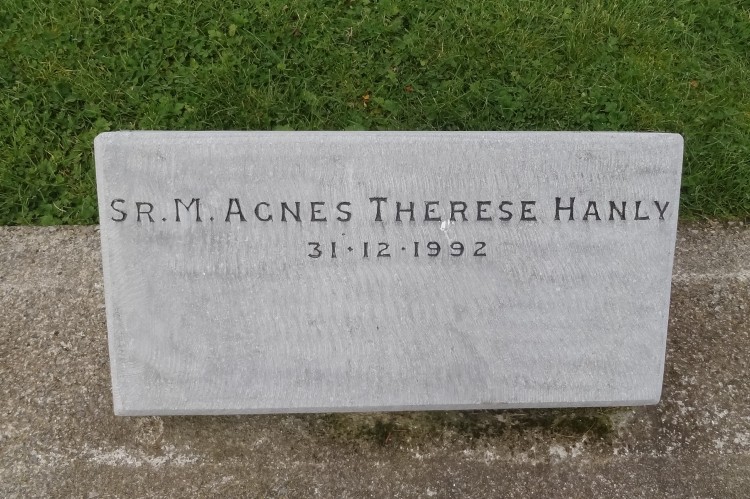 SR. M. AGNES THERESE HANLY
31·12·1992